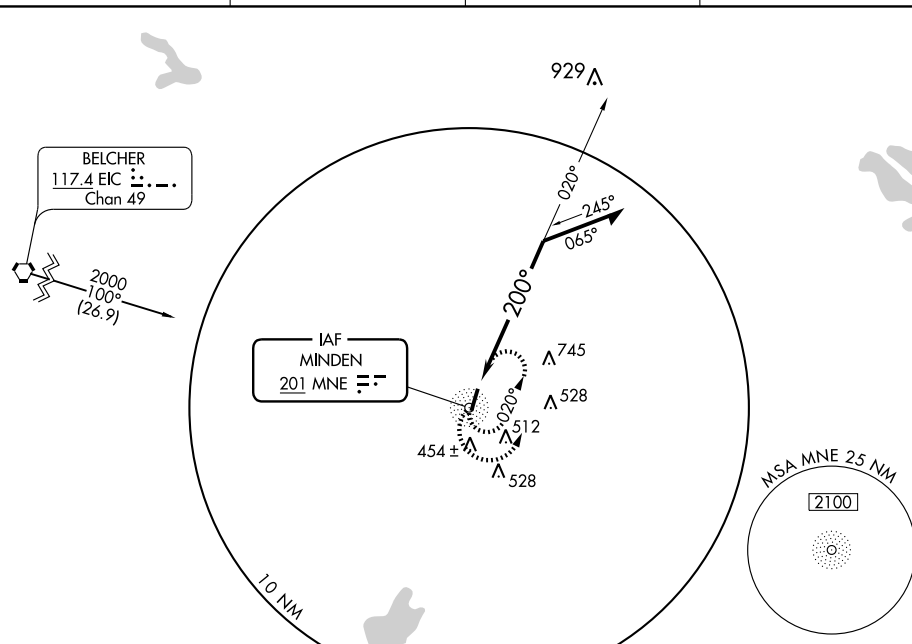 929
BELCHER
117.4 EIC
Chan 49
020°
245°
065°
2000
100°
(26.9)
200°
IAF
MINDEN
201 MNE
745
528
020°
512
454 ±
528
MSA MNE 25 NM
2100
10 NM